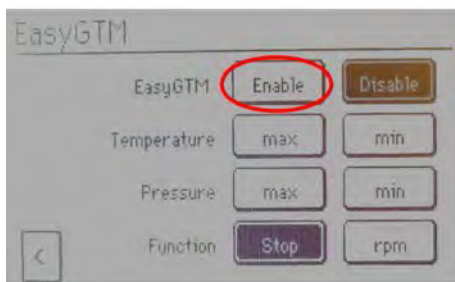 EasyGTM
EasyGTM Enable Disable
Temperature max min
Pressure max min
Function Stop rpm
<